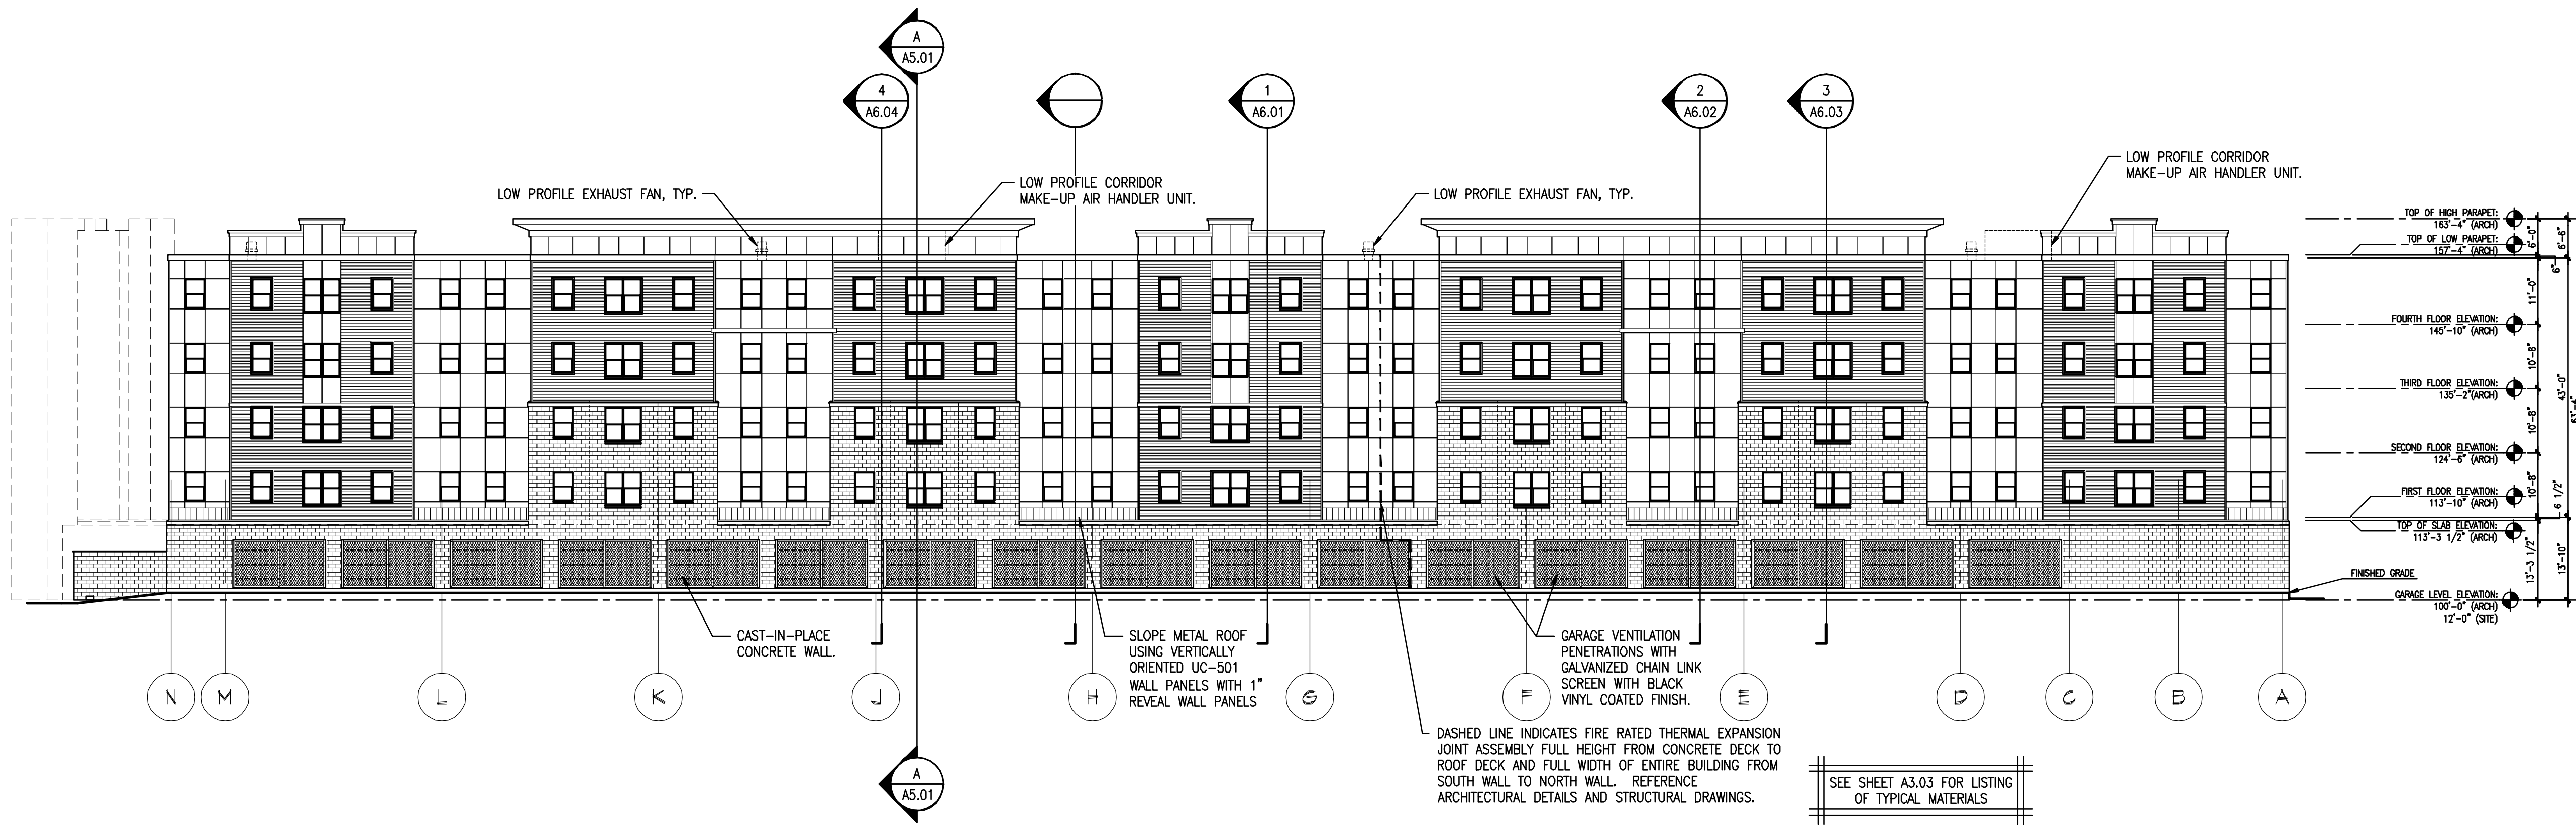 A
A5.01
4
A6.04
1
A6.01
2
A6.02
3
A6.03
LOW PROFILE EXHAUST FAN, TYP.
LOW PROFILE CORRIDOR
MAKE-UP AIR HANDLER UNIT.
LOW PROFILE EXHAUST FAN, TYP.
LOW PROFILE CORRIDOR
MAKE-UP AIR HANDLER UNIT.
TOP OF HIGH PARAPET:
163'-4" (ARCH)
TOP OF LOW PARAPET:
157'-4" (ARCH)
FOURTH FLOOR ELEVATION:
145'-10" (ARCH)
THIRD FLOOR ELEVATION:
135'-2"(ARCH)
SECOND FLOOR ELEVATION:
124'-6" (ARCH)
FIRST FLOOR ELEVATION:
113'-10" (ARCH)
TOP OF SLAB ELEVATION:
113'-3 1/2" (ARCH)
FINISHED GRADE
GARAGE LEVEL ELEVATION:
100'-0" (ARCH)
12'-0" (SITE)
6'-0"
6'-6"
6"
11'-0"
10'-8"
43'-0"
10'-8"
63'-4"
10'-8"
6 1/2"
13'-3 1/2"
13'-10"
CAST-IN-PLACE
CONCRETE WALL.
SLOPE METAL ROOF
USING VERTICALLY
ORIENTED UC-501
WALL PANELS WITH 1"
REVEAL WALL PANELS
GARAGE VENTILATION
PENETRATIONS WITH
GALVANIZED CHAIN LINK
SCREEN WITH BLACK
VINYL COATED FINISH.
N M L K J H G F E D C B A
DASHED LINE INDICATES FIRE RATED THERMAL EXPANSION
JOINT ASSEMBLY FULL HEIGHT FROM CONCRETE DECK TO
ROOF DECK AND FULL WIDTH OF ENTIRE BUILDING FROM
SOUTH WALL TO NORTH WALL. REFERENCE
ARCHITECTURAL DETAILS AND STRUCTURAL DRAWINGS.
A
A5.01
SEE SHEET A3.03 FOR LISTING
OF TYPICAL MATERIALS